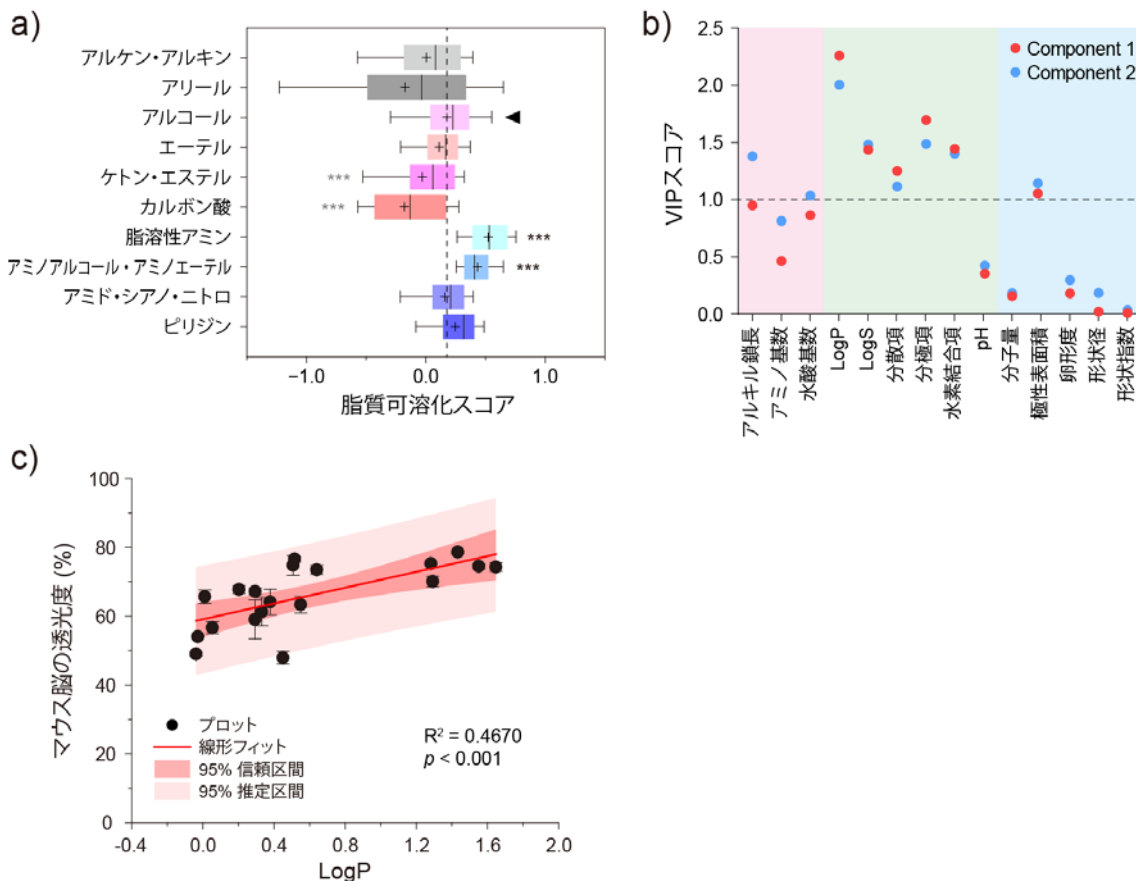 a)
アルケン・アルキン
アリール
アルコール
エーテル
ケトン・エステル
カルボン酸
脂溶性アミン
アミノアルコール・アミノエーテル
アミド・シアノ・ニトロ
ピリジン
***
***
***
***
−1.0
0.0
1.0
脂質可溶化スコア
b)
Component 1
Component 2
VIPスコア
2.5
2.0
1.5
1.0
0.5
0.0
アルキル鎖長
アミノ基数
水酸基数
LogP
LogS
分散項
分極項
水素結合項
pH
分子量
極性表面積
卵形度
形状径
形状指数
c)
マウス脳の透光度 (%)
100
80
60
40
20
0
プロット
線形フィット
95% 信頼区間
95% 推定区間
R² = 0.4670
p < 0.001
-0.4
0.0
0.4
0.8
1.2
1.6
2.0
LogP